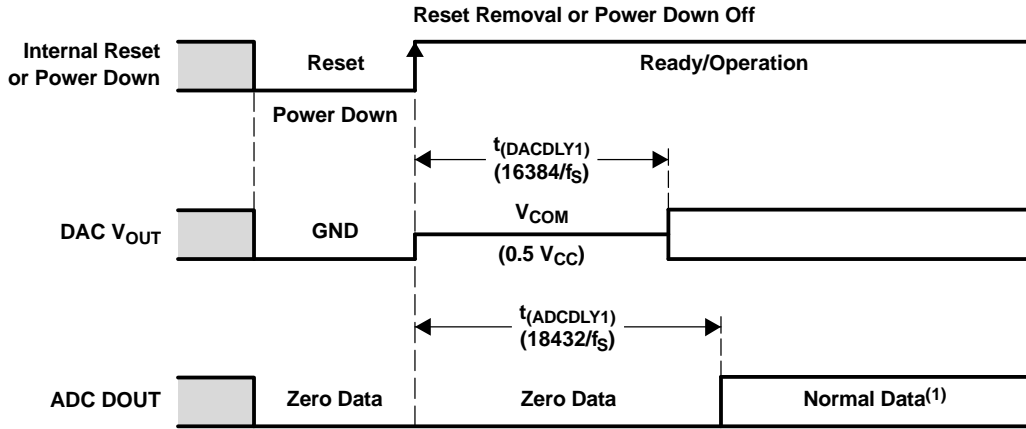 Reset Removal or Power Down Off
Internal Reset
or Power Down
Reset
Ready/Operation
Power Down
t(DACDLY1)
(16384/fS)
DAC VOUT
GND
VCOM
(0.5 VCC)
t(ADCDLY1)
(18432/fS)
ADC DOUT
Zero Data
Zero Data
Normal Data(1)